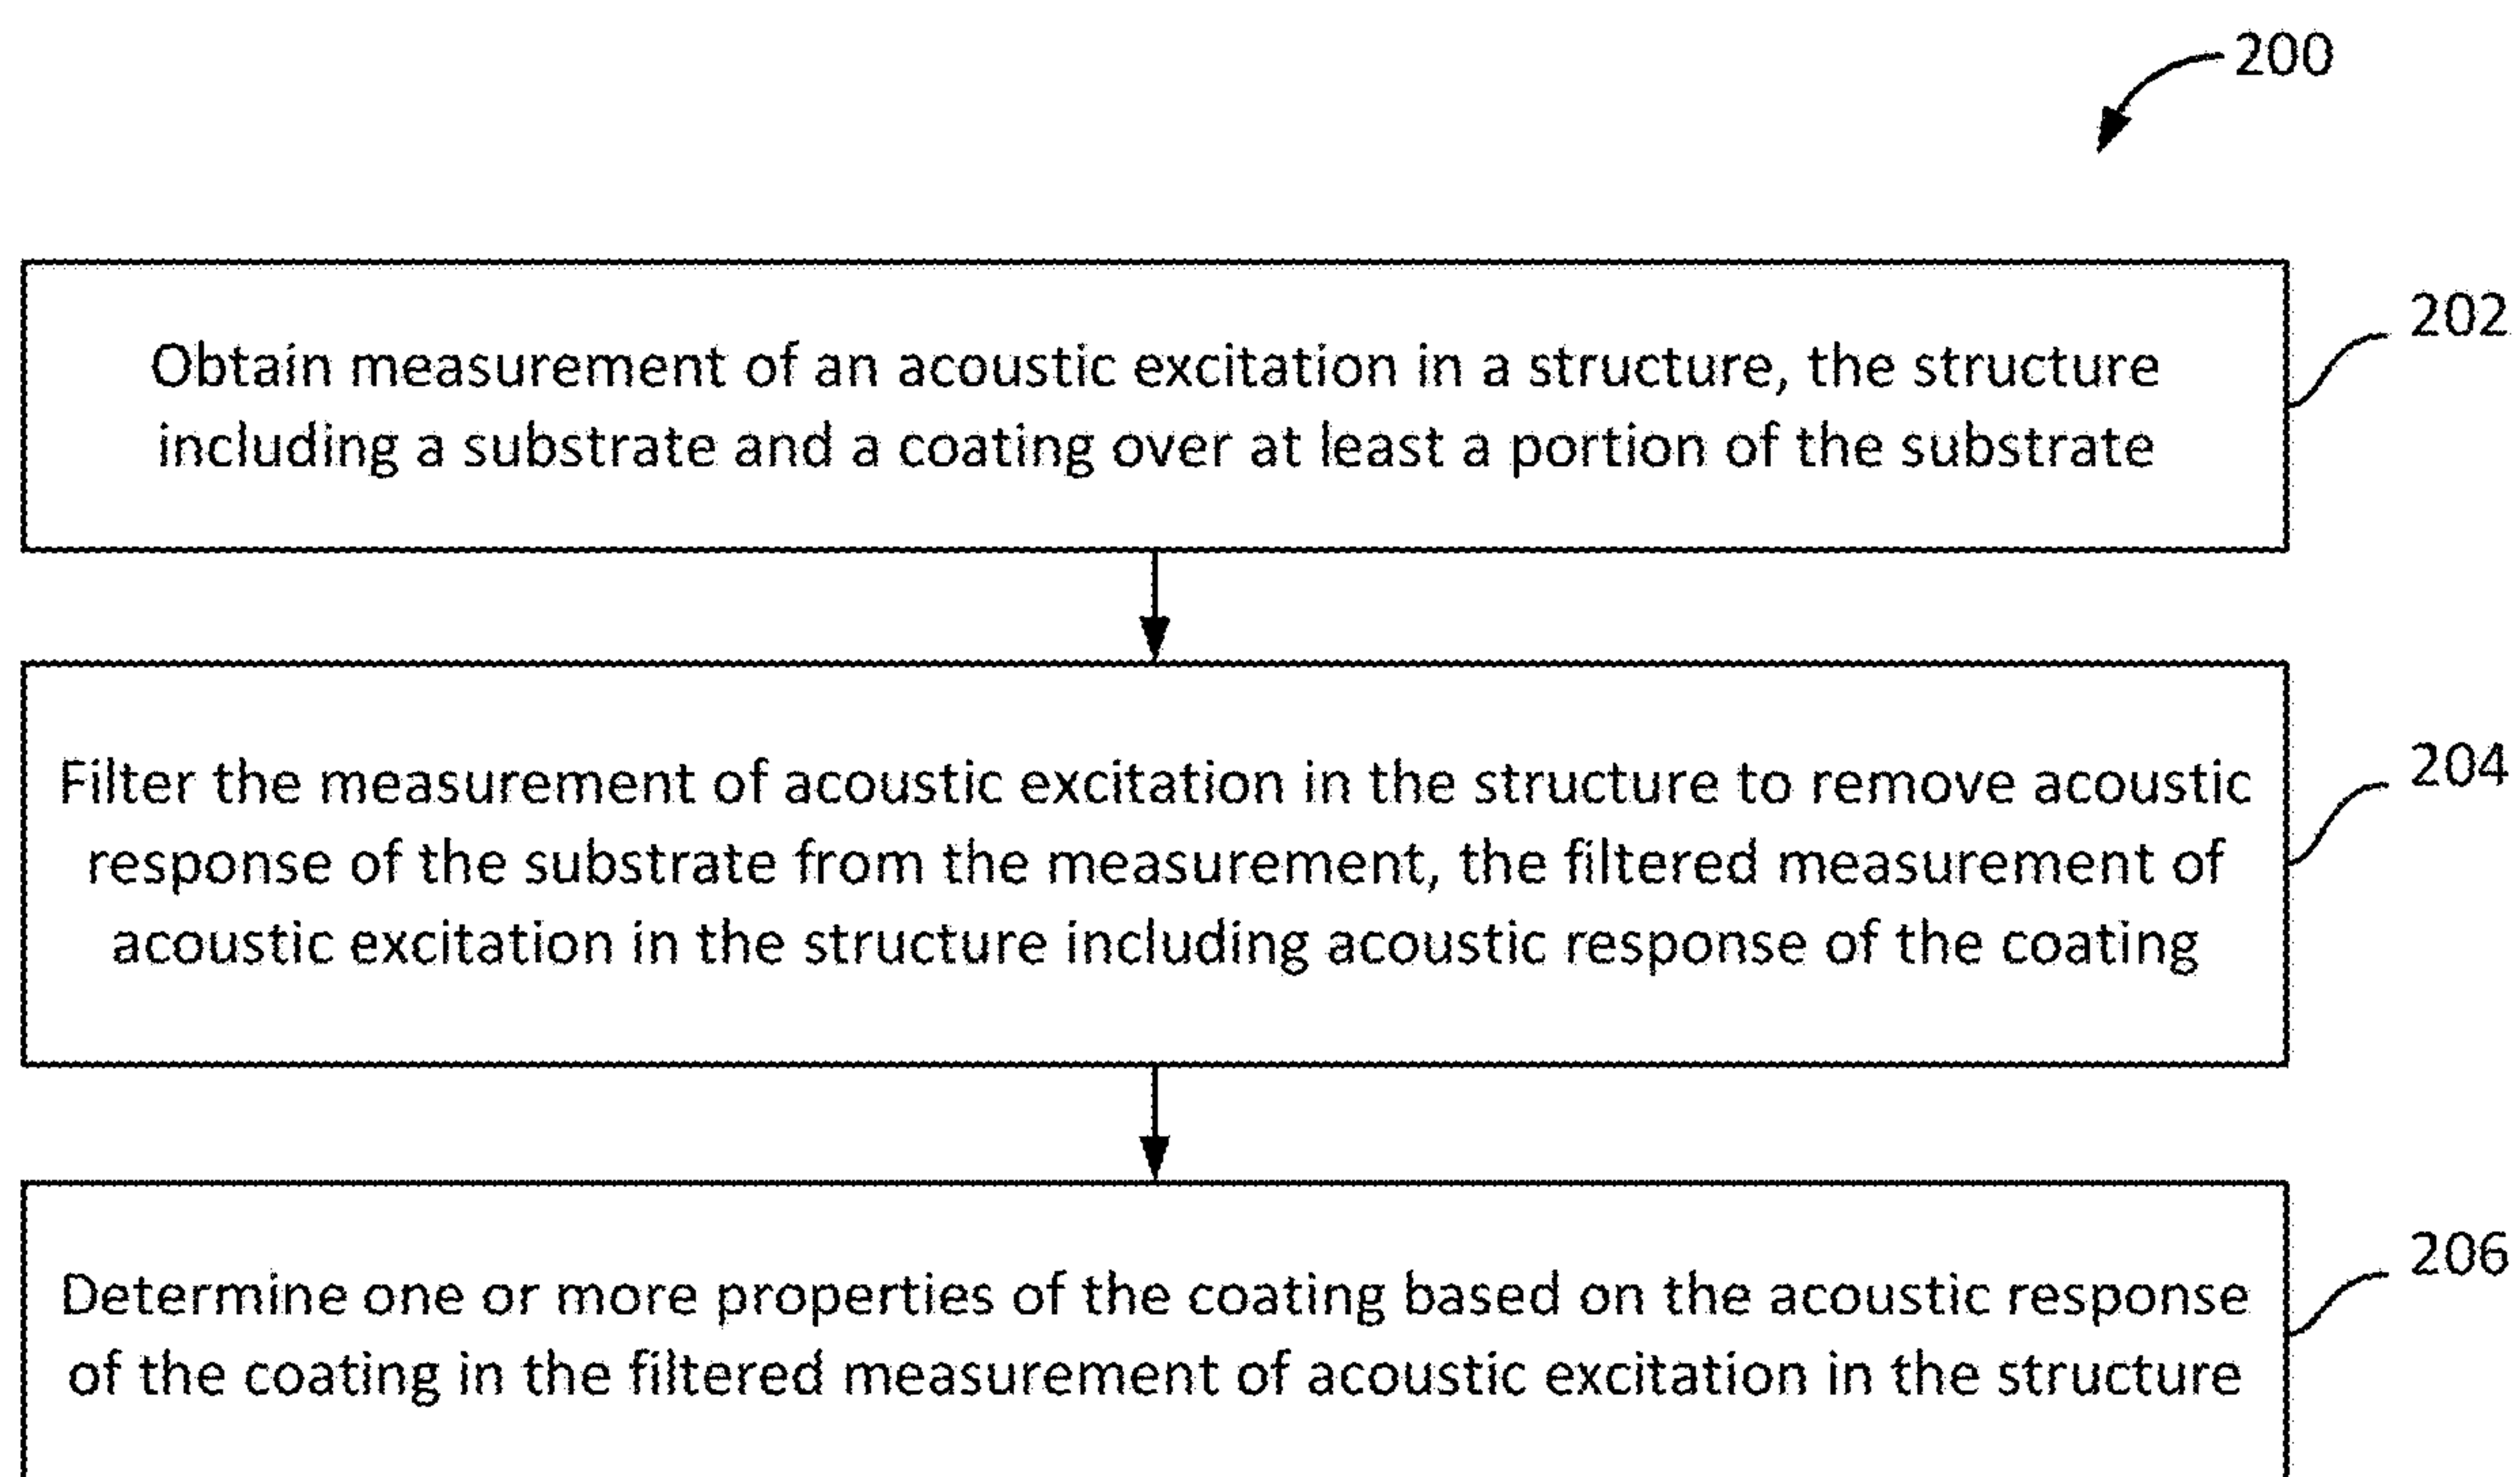 200
Obtain measurement of an acoustic excitation in a structure, the structure
including a substrate and a coating over at least a portion of the substrate
202
Filter the measurement of acoustic excitation in the structure to remove acoustic
response of the substrate from the measurement, the filtered measurement of
acoustic excitation in the structure including acoustic response of the coating
204
Determine one or more properties of the coating based on the acoustic response
of the coating in the filtered measurement of acoustic excitation in the structure
206